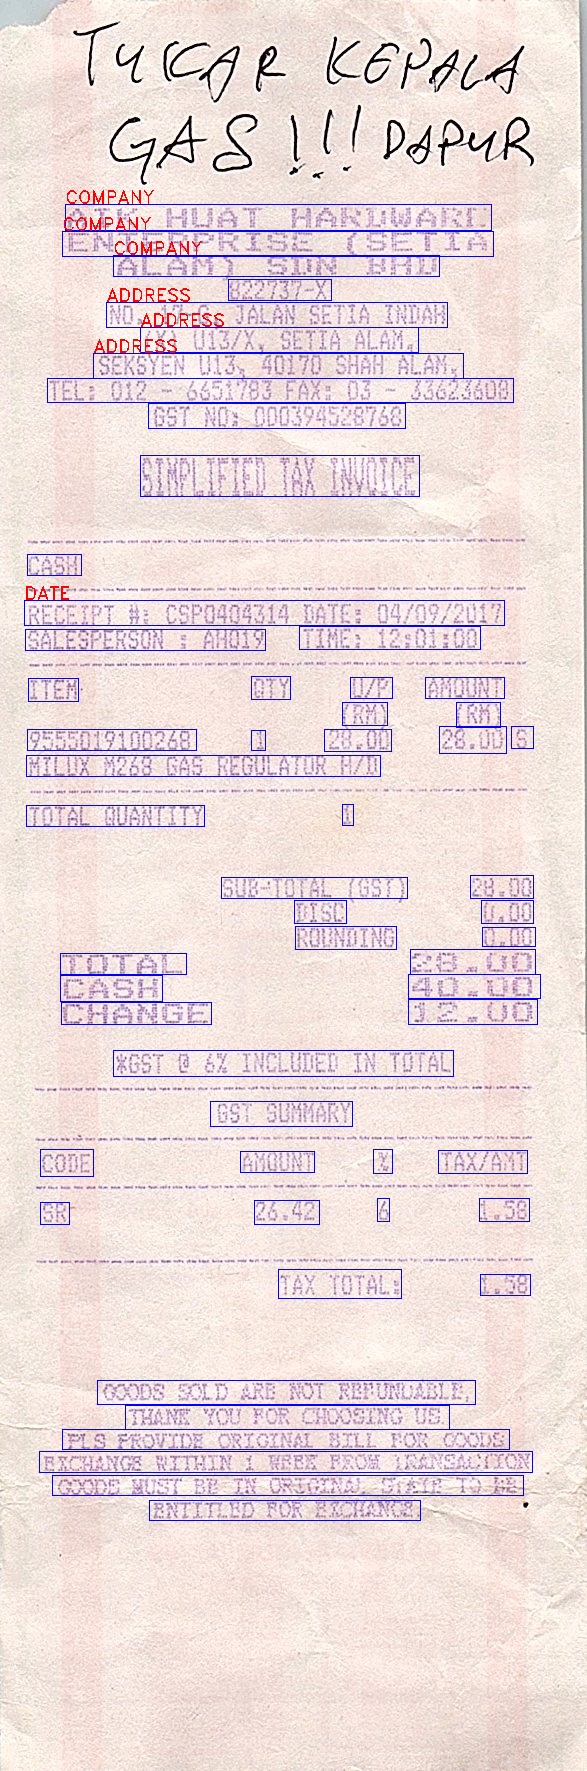 TUKAR KEPALA
GAS !!! DAPUR
COMPANY
AIK HUAT HARDWARE
COMPANY
ENTERPRISE (SETIA
COMPANY
ALAM) SDN BHD
822737-X
ADDRESS
NO. 17-G, JALAN SETIA INDAH
ADDRESS
(X) U13/X, SETIA ALAM,
ADDRESS
SEKSYEN U13, 40170 SHAH ALAM,
TEL: 012 - 6651783 FAX: 03 - 33623608
GST NO: 000394528768
SIMPLIFIED TAX INVOICE
CASH
DATE
RECEIPT #: CSP0404314 DATE: 04/09/2017
SALESPERSON : AH019 TIME: 12:01:00
ITEM QTY U/P AMOUNT
(RM) (RM)
9555019100268 1 28.00 28.00 S
MILUX M268 GAS REGULATOR A/D
TOTAL QUANTITY 1
SUB-TOTAL (GST) 28.00
DISC 0.00
ROUNDING 0.00
TOTAL 28.00
CASH 40.00
CHANGE 12.00
*GST @ 6% INCLUDED IN TOTAL
GST SUMMARY
CODE AMOUNT % TAX/AMT
SR 26.42 6 1.58
TAX TOTAL: 1.58
GOODS SOLD ARE NOT REFUNDABLE,
THANK YOU FOR CHOOSING US.
PLS PROVIDE ORIGINAL BILL FOR GOODS
EXCHANGE WITHIN 1 WEEK FROM TRANSACTION
GOODS MUST BE IN ORIGINAL STATE TO BE
ENTITLED FOR EXCHANGE.